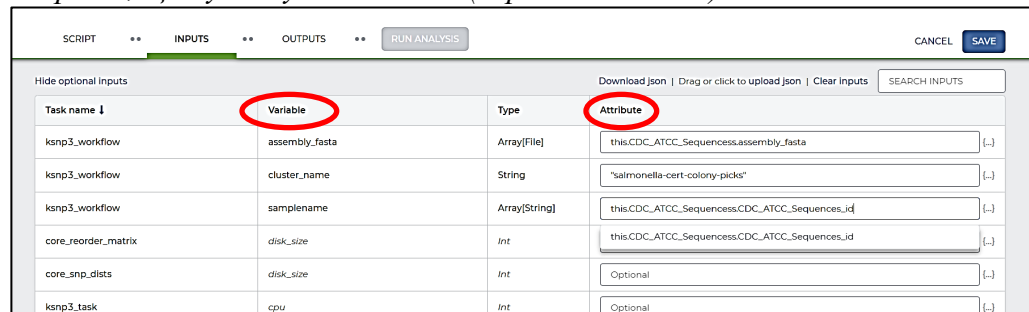 SCRIPT •• INPUTS •• OUTPUTS •• RUN ANALYSIS CANCEL SAVE
Hide optional inputs Download json | Drag or click to upload json | Clear inputs SEARCH INPUTS
Task name ↓ Variable Type Attribute
ksnp3_workflow assembly_fasta Array[File] this.CDC_ATCC_Sequencess.assembly_fasta {...}
ksnp3_workflow cluster_name String "salmonella-cert-colony-picks" {...}
ksnp3_workflow samplename Array[String] this.CDC_ATCC_Sequencess.CDC_ATCC_Sequences_id {...}
core_reorder_matrix disk_size Int this.CDC_ATCC_Sequencess.CDC_ATCC_Sequences_id {...}
core_snp_dists disk_size Int Optional {...}
ksnp3_task cpu Int Optional {...}